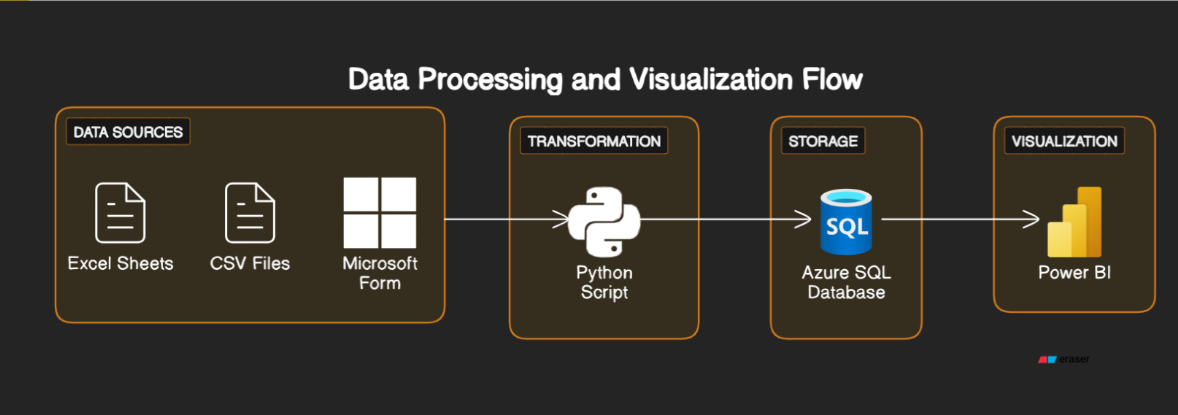 Data Processing and Visualization Flow
DATA SOURCES
Excel Sheets
CSV Files
Microsoft
Form
TRANSFORMATION
Python
Script
STORAGE
SQL
Azure SQL
Database
VISUALIZATION
Power BI
eraser